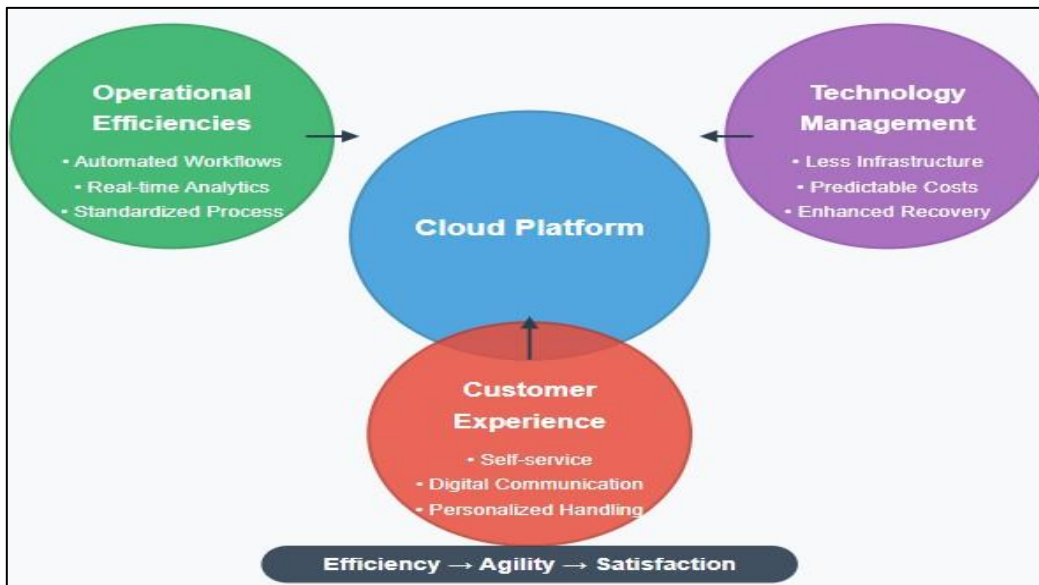 Operational
Efficiencies
• Automated Workflows
• Real-time Analytics
• Standardized Process
Technology
Management
• Less Infrastructure
• Predictable Costs
• Enhanced Recovery
Cloud Platform
Customer
Experience
• Self-service
• Digital Communication
• Personalized Handling
Efficiency → Agility → Satisfaction